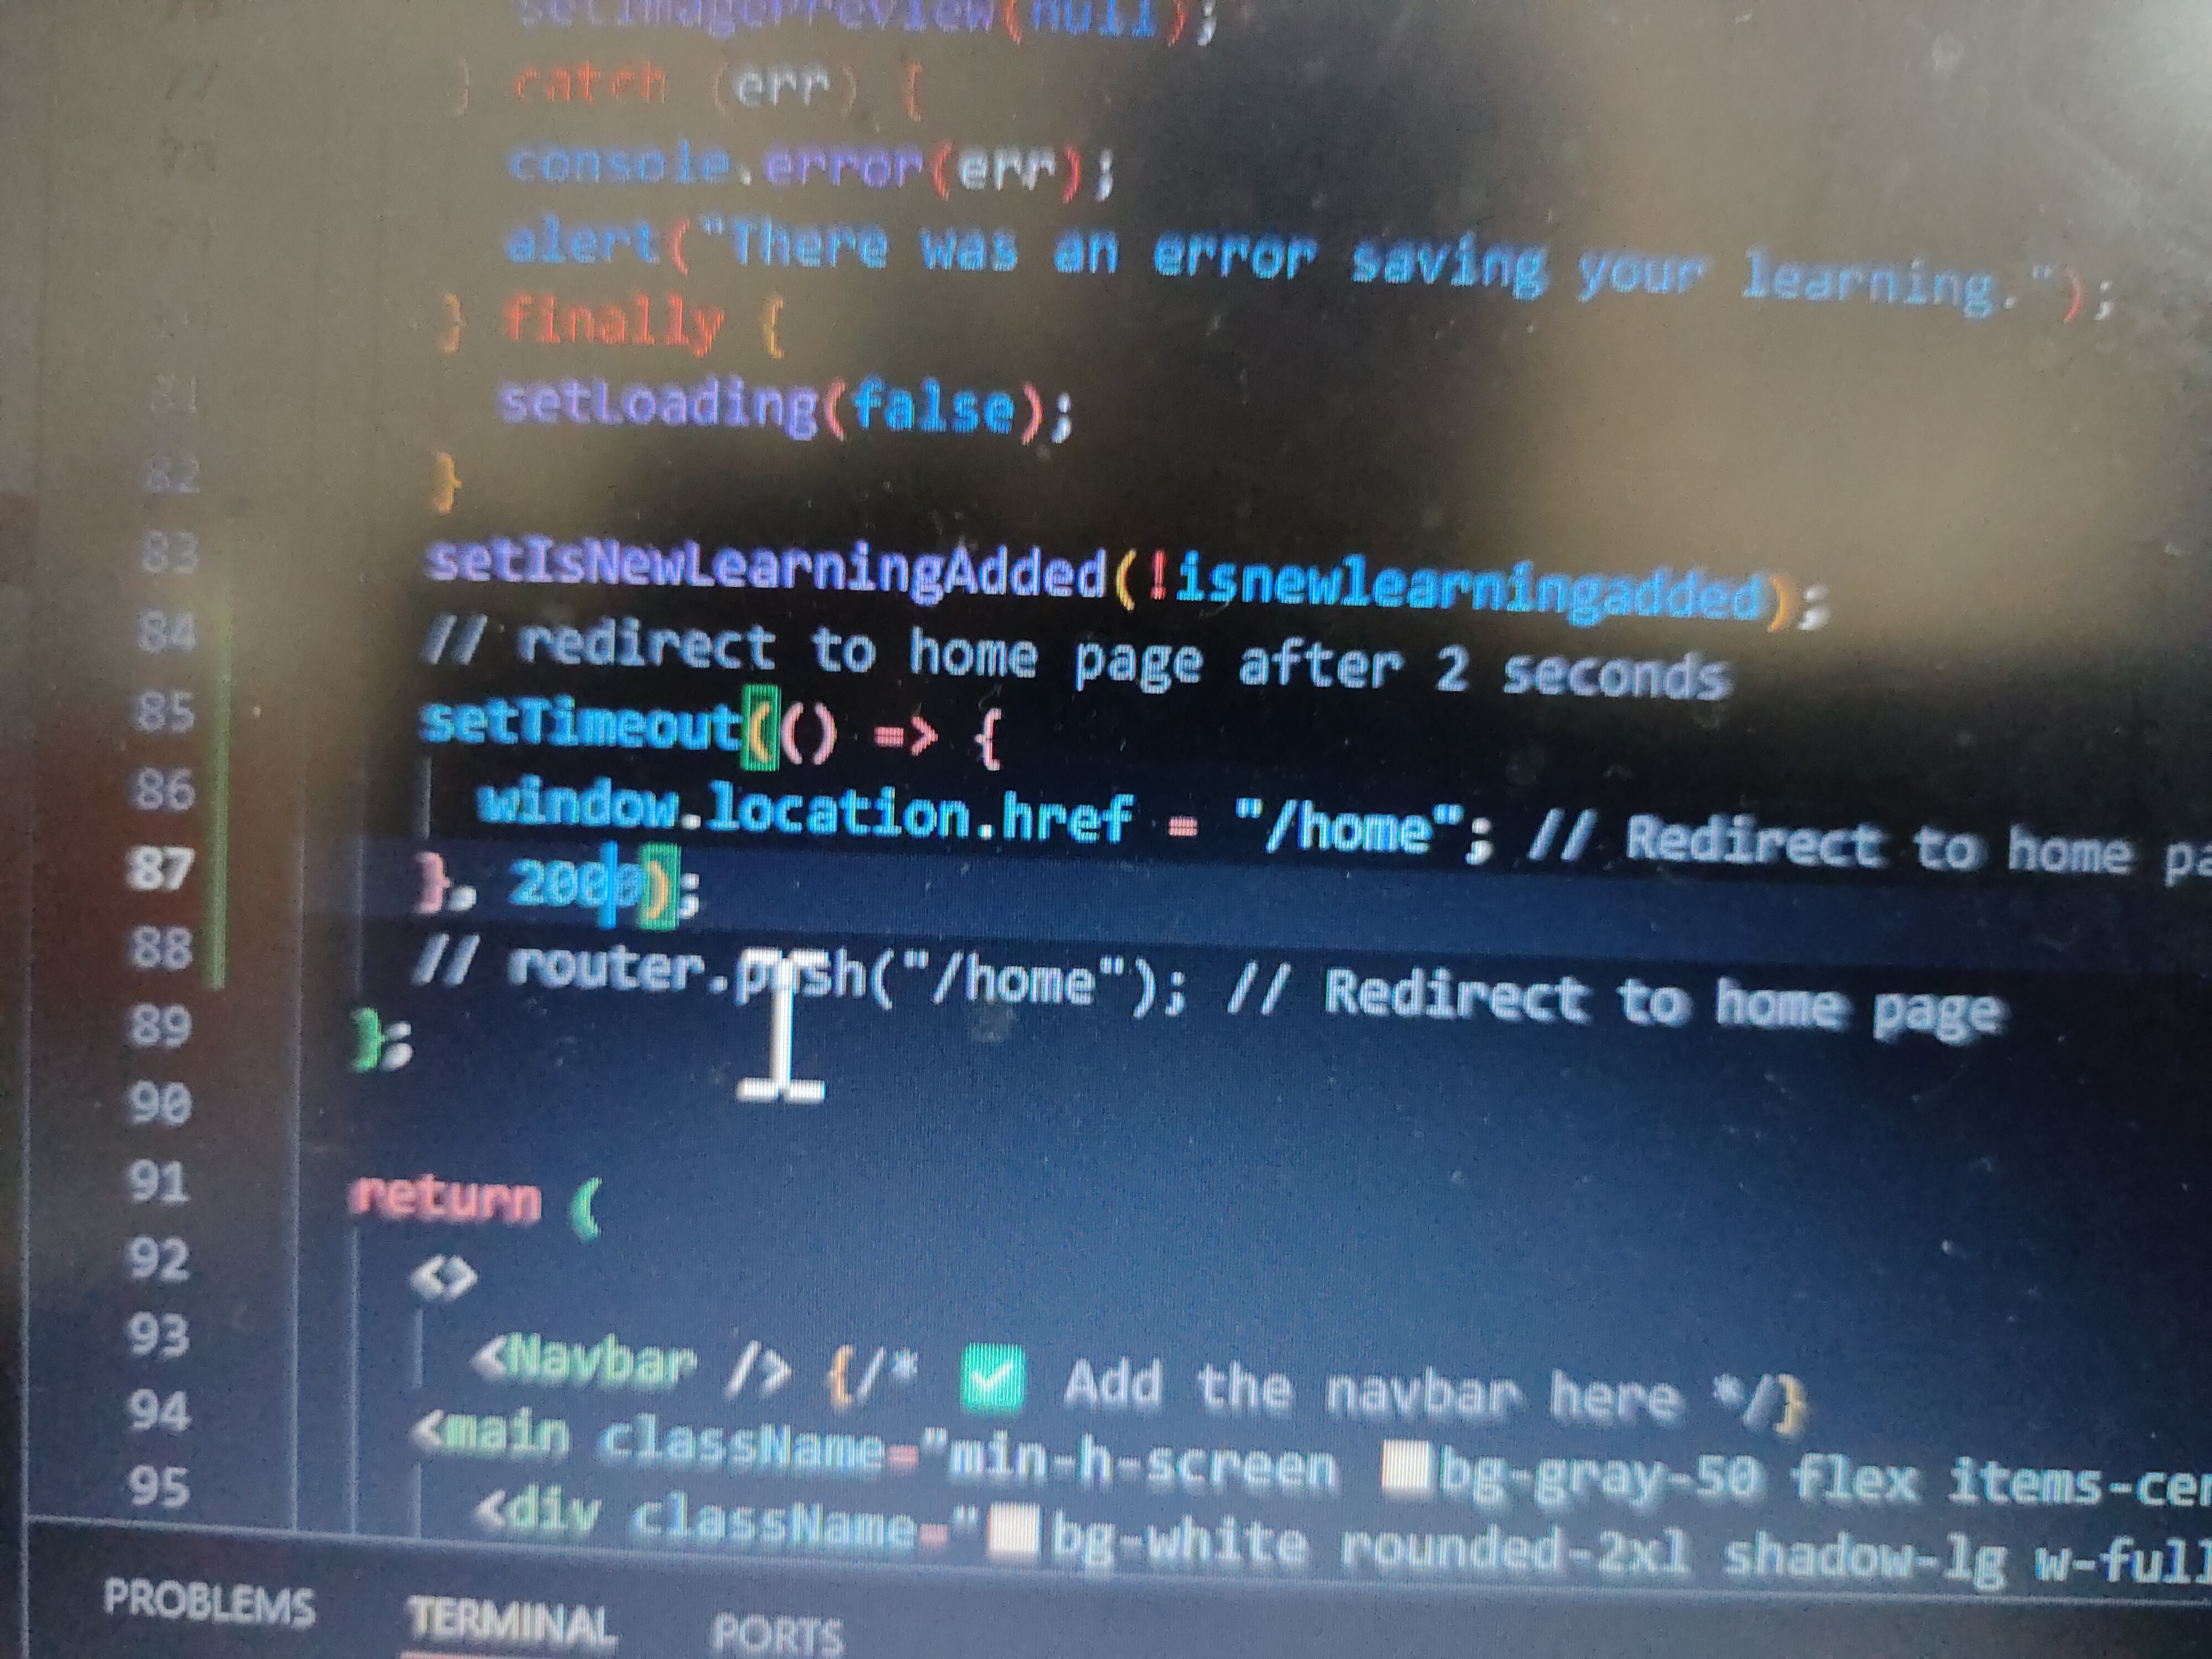 setImagePreview(null);
} catch (err) {
console.error(err);
alert("There was an error saving your learning.");
} finally {
81 setLoading(false);
82 }
83 setIsNewLearningAdded(!isnewlearningadded);
84 // redirect to home page after 2 seconds
85 setTimeout(() => {
86 window.location.href = "/home"; // Redirect to home pa
87 }, 2000);
88 // router.push("/home"); // Redirect to home page
89 };
90
91 return (
92 <>
93 <Navbar /> {/* ✅ Add the navbar here */}
94 <main className="min-h-screen bg-gray-50 flex items-cen
95 <div className="bg-white rounded-2xl shadow-lg w-full
PROBLEMS TERMINAL PORTS